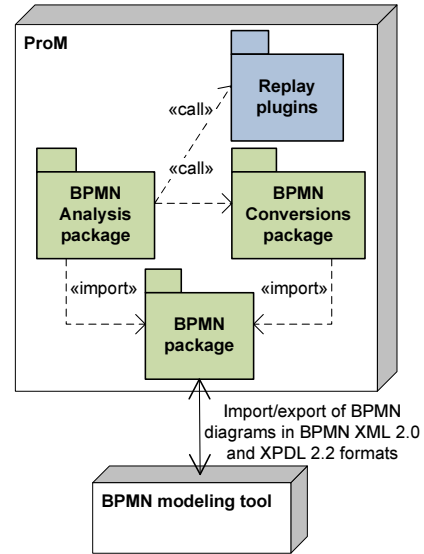 ProM
Replay
plugins
«call»
«call»
BPMN
Analysis
package
BPMN
Conversions
package
«import»
«import»
BPMN
package
Import/export of BPMN
diagrams in BPMN XML 2.0
and XPDL 2.2 formats
BPMN modeling tool